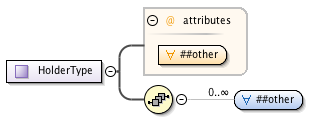 @ attributes
##other
HolderType
0..∞
##other